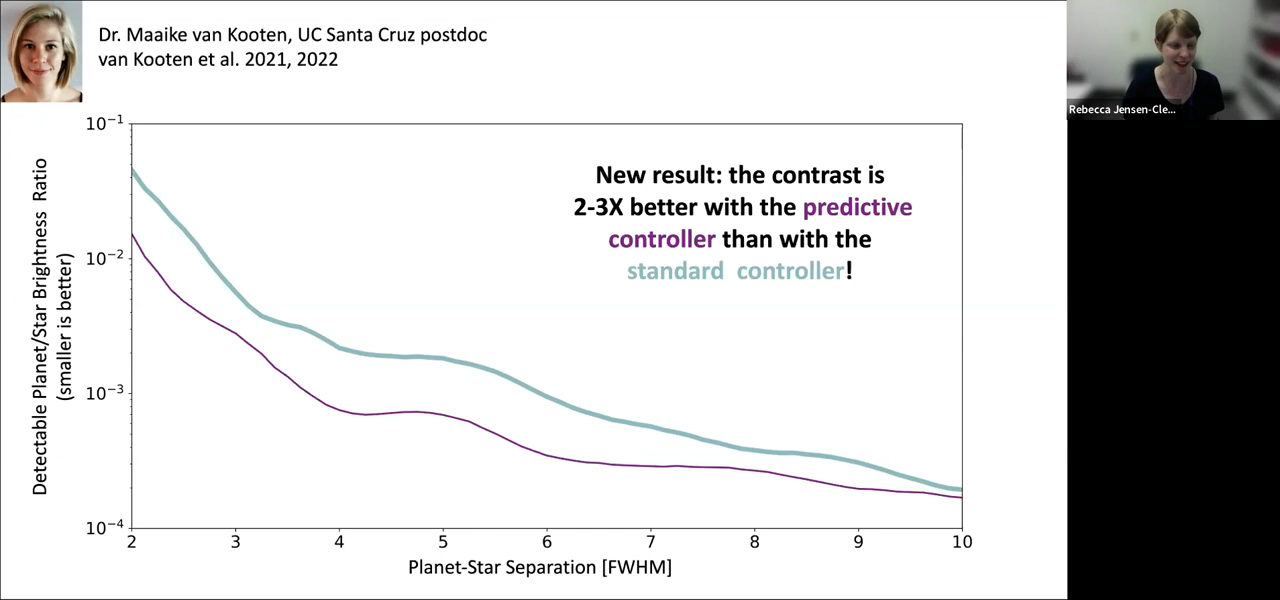 Dr. Maaike van Kooten, UC Santa Cruz postdoc
van Kooten et al. 2021, 2022
Rebecca Jensen-Cle...
New result: the contrast is
2-3X better with the predictive
controller than with the
standard controller!
Detectable Planet/Star Brightness Ratio
(smaller is better)
10⁻¹
10⁻²
10⁻³
10⁻⁴
2 3 4 5 6 7 8 9 10
Planet-Star Separation [FWHM]